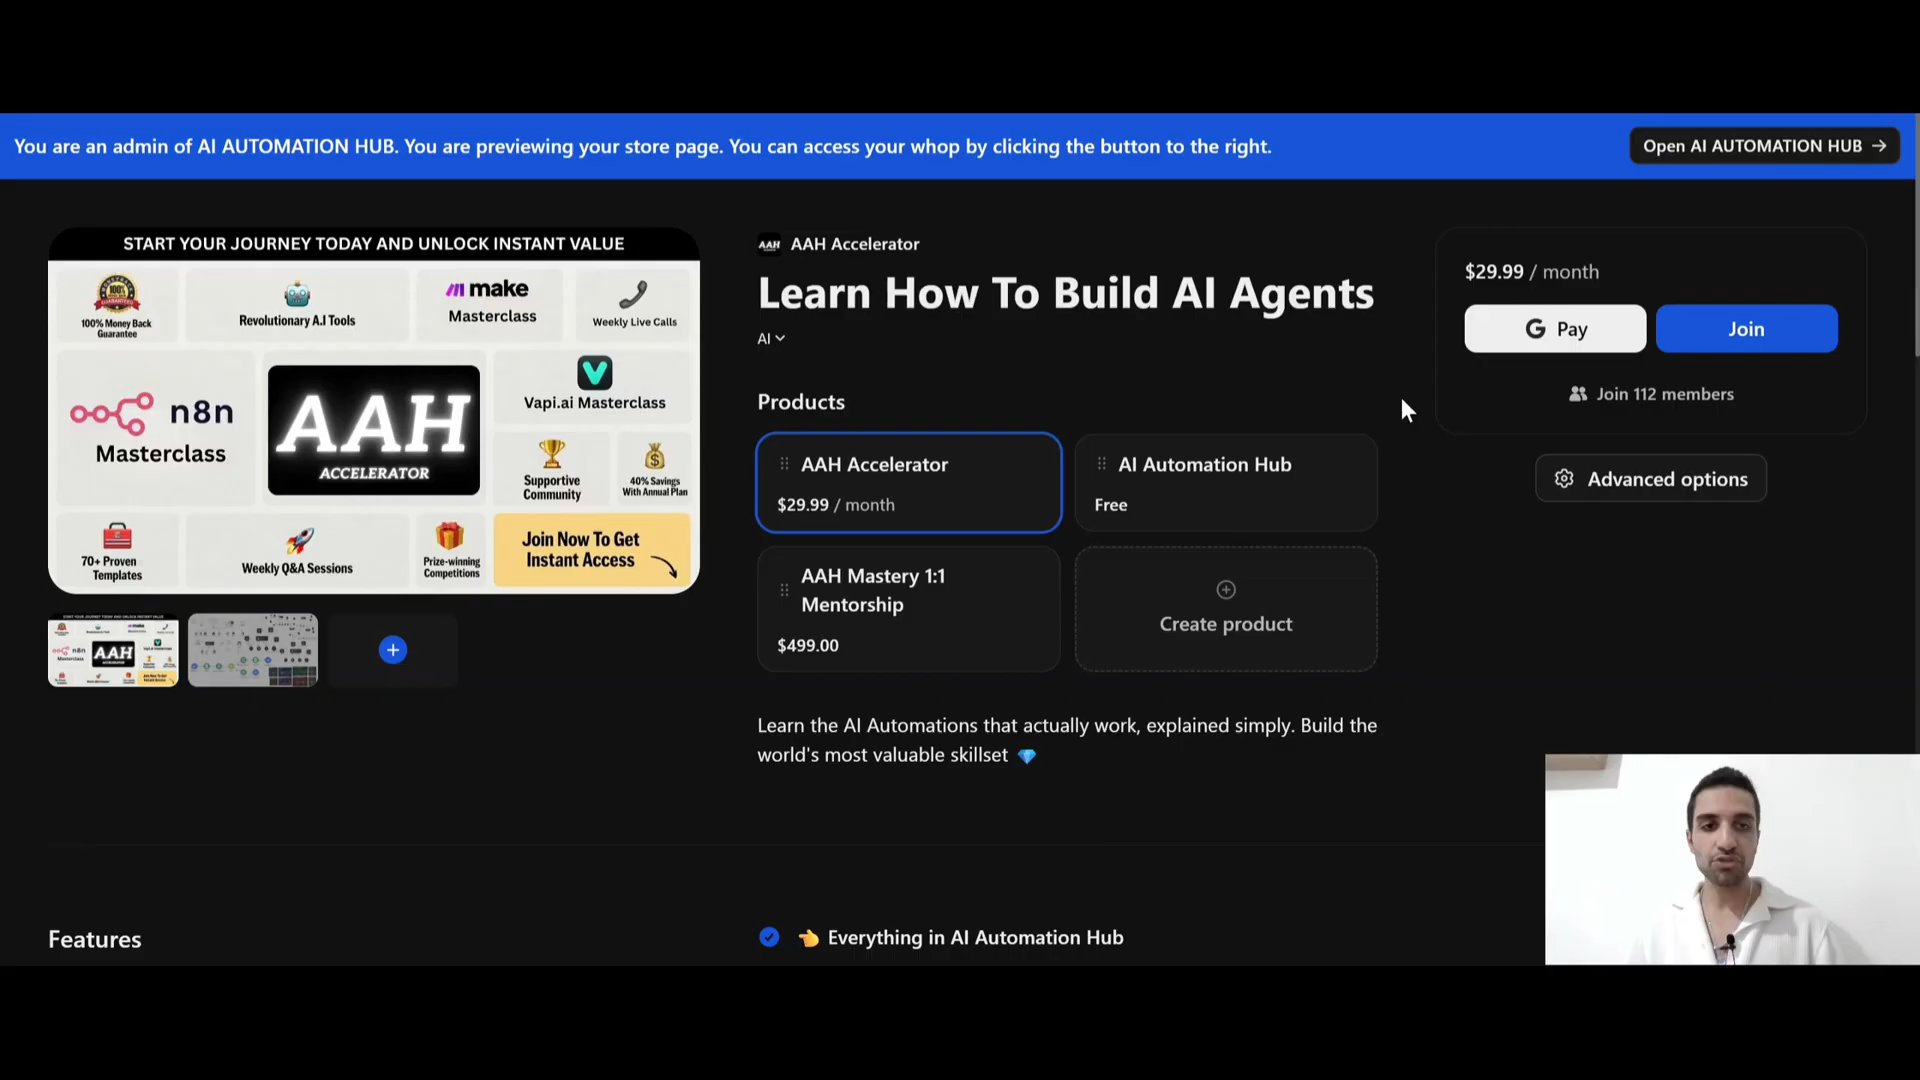 You are an admin of AI AUTOMATION HUB. You are previewing your store page. You can access your whop by clicking the button to the right.
Open AI AUTOMATION HUB →
START YOUR JOURNEY TODAY AND UNLOCK INSTANT VALUE
100% Money Back
Guarantee
Revolutionary A.I Tools
make
Masterclass
Weekly Live Calls
n8n
Masterclass
AAH
ACCELERATOR
Vapi.ai Masterclass
Supportive
Community
40% Savings
With Annual Plan
70+ Proven
Templates
Weekly Q&A Sessions
Prize-winning
Competitions
Join Now To Get
Instant Access
AAH
AAH Accelerator
Learn How To Build AI Agents
AI
Products
AAH Accelerator
$29.99 / month
AI Automation Hub
Free
AAH Mastery 1:1
Mentorship
$499.00
Create product
Learn the AI Automations that actually work, explained simply. Build the
world's most valuable skillset 💎
$29.99 / month
G Pay
Join
Join 112 members
Advanced options
Features
👉 Everything in AI Automation Hub